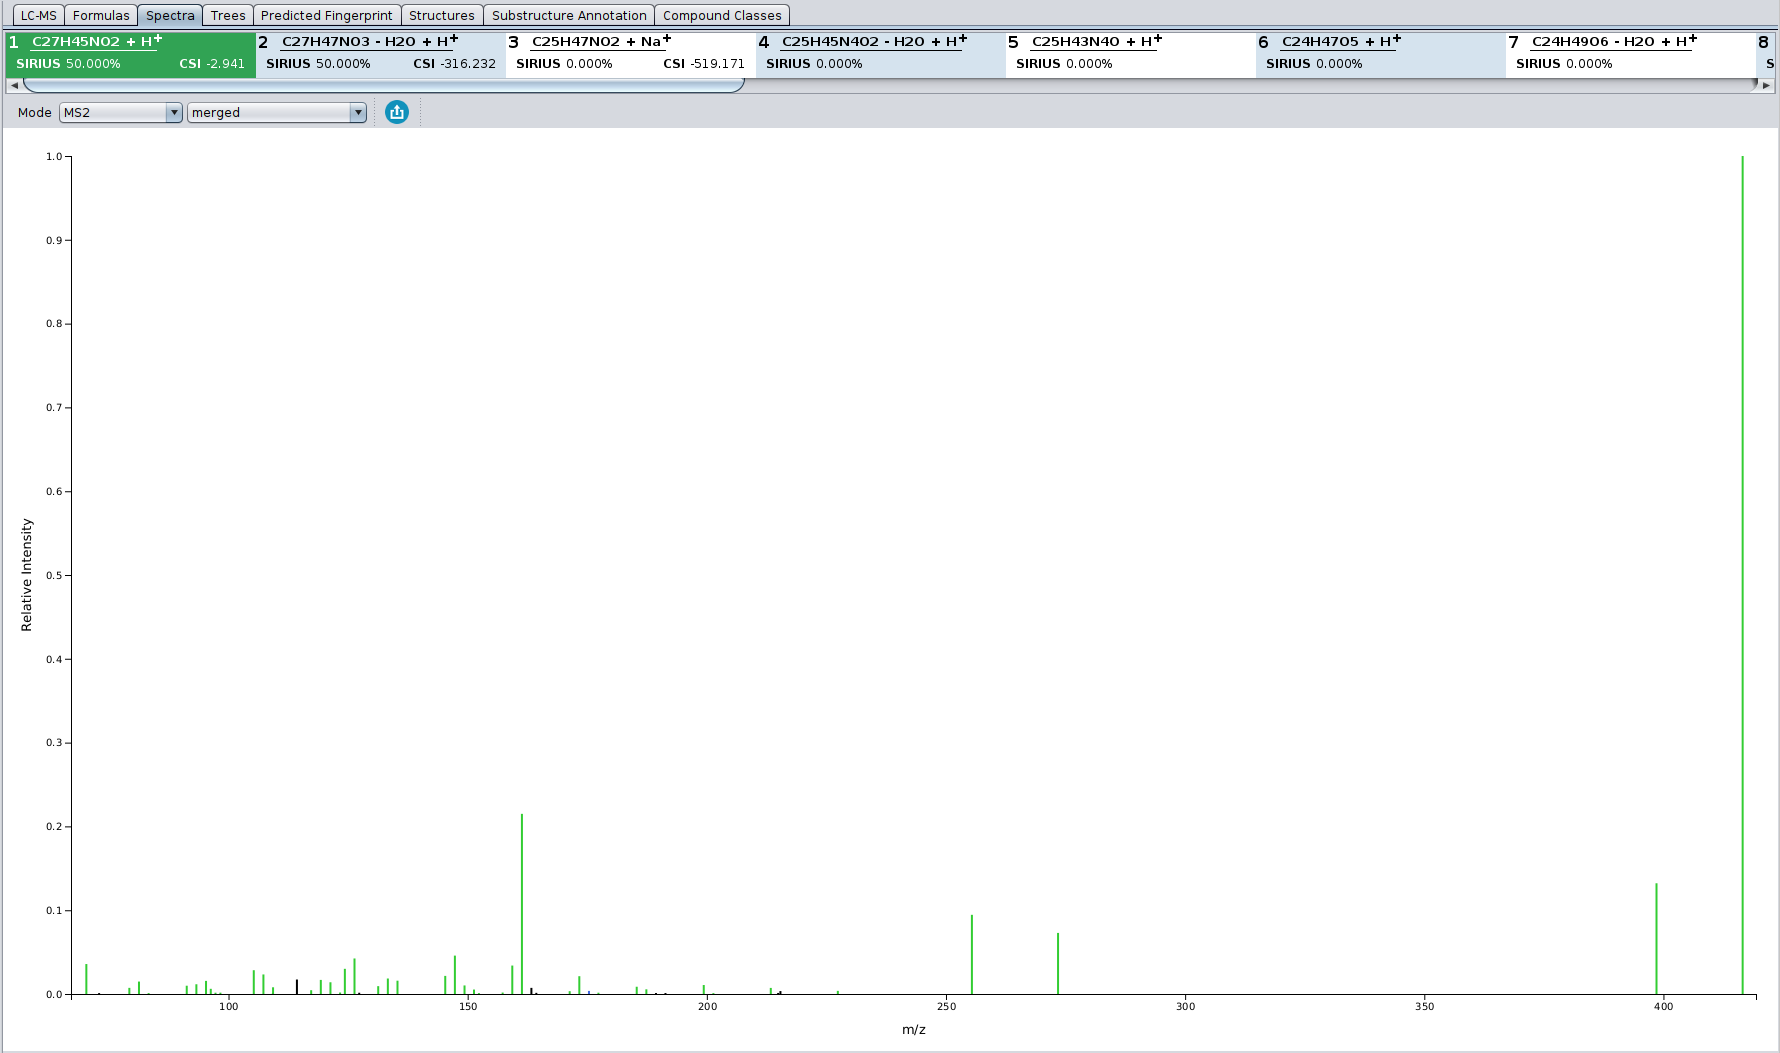 LC-MS Formulas Spectra Trees Predicted Fingerprint Structures Substructure Annotation Compound Classes
1 C27H45NO2 + H+ 2 C27H47NO3 - H2O + H+ 3 C25H47NO2 + Na+ 4 C25H45N4O2 - H2O + H+ 5 C25H43N4O + H+ 6 C24H47O5 + H+ 7 C24H49O6 - H2O + H+ 8
SIRIUS 50.000% CSI -2.941 SIRIUS 50.000% CSI -316.232 SIRIUS 0.000% CSI -519.171 SIRIUS 0.000% SIRIUS 0.000% SIRIUS 0.000% SIRIUS 0.000% S
Mode MS2 merged
1.0
0.9
0.8
0.7
0.6
0.5
0.4
0.3
0.2
0.1
0.0
Relative Intensity
100 150 200 250 300 350 400
m/z